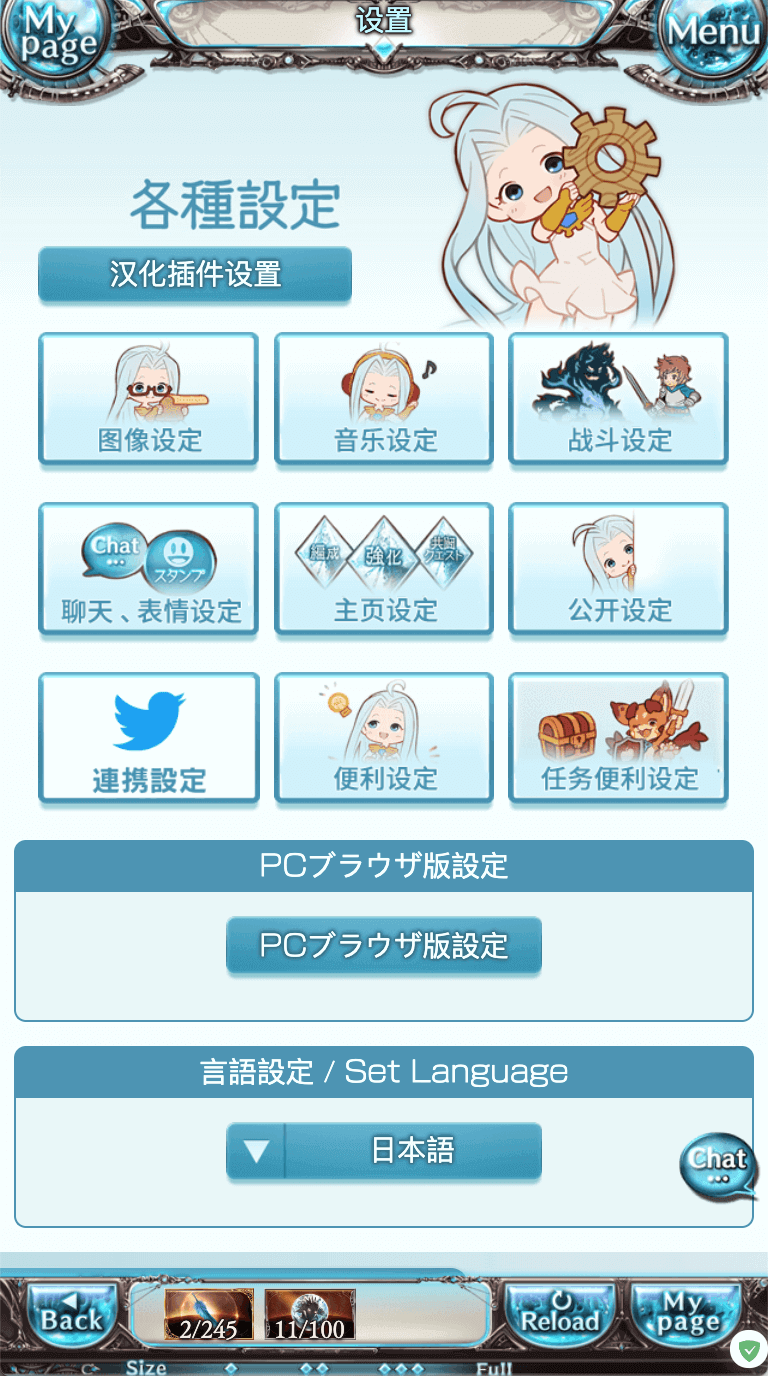 My page
设置
Menu
各種設定
汉化插件设置
图像设定
音乐设定
战斗设定
Chat
スタンプ
聊天、表情设定
編成
強化
共闘クエスト
主页设定
公开设定
連携設定
便利设定
任务便利设定
PCブラウザ版設定
PCブラウザ版設定
言語設定 / Set Language
日本語
Chat
Back
2/245
11/100
Reload
My page
Size
Full